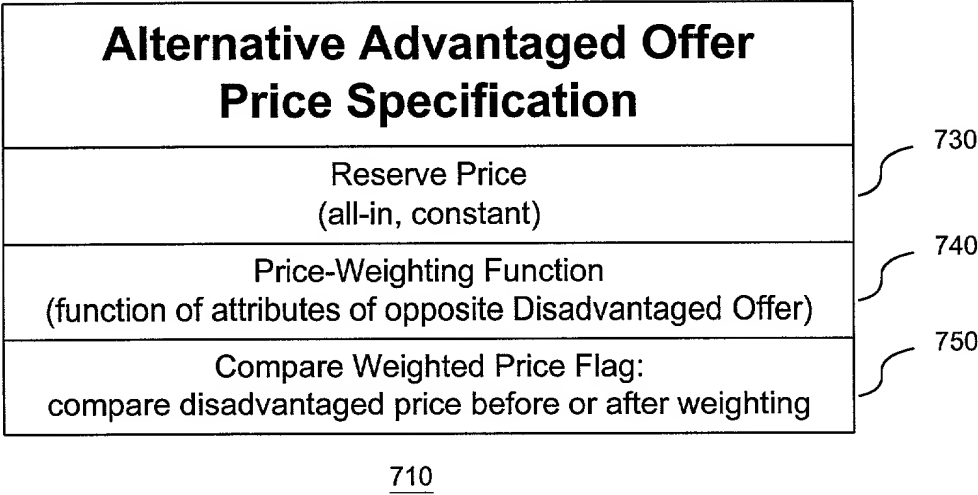 Alternative Advantaged Offer
Price Specification
730
Reserve Price
(all-in, constant)
740
Price-Weighting Function
(function of attributes of opposite Disadvantaged Offer)
750
Compare Weighted Price Flag:
compare disadvantaged price before or after weighting
710